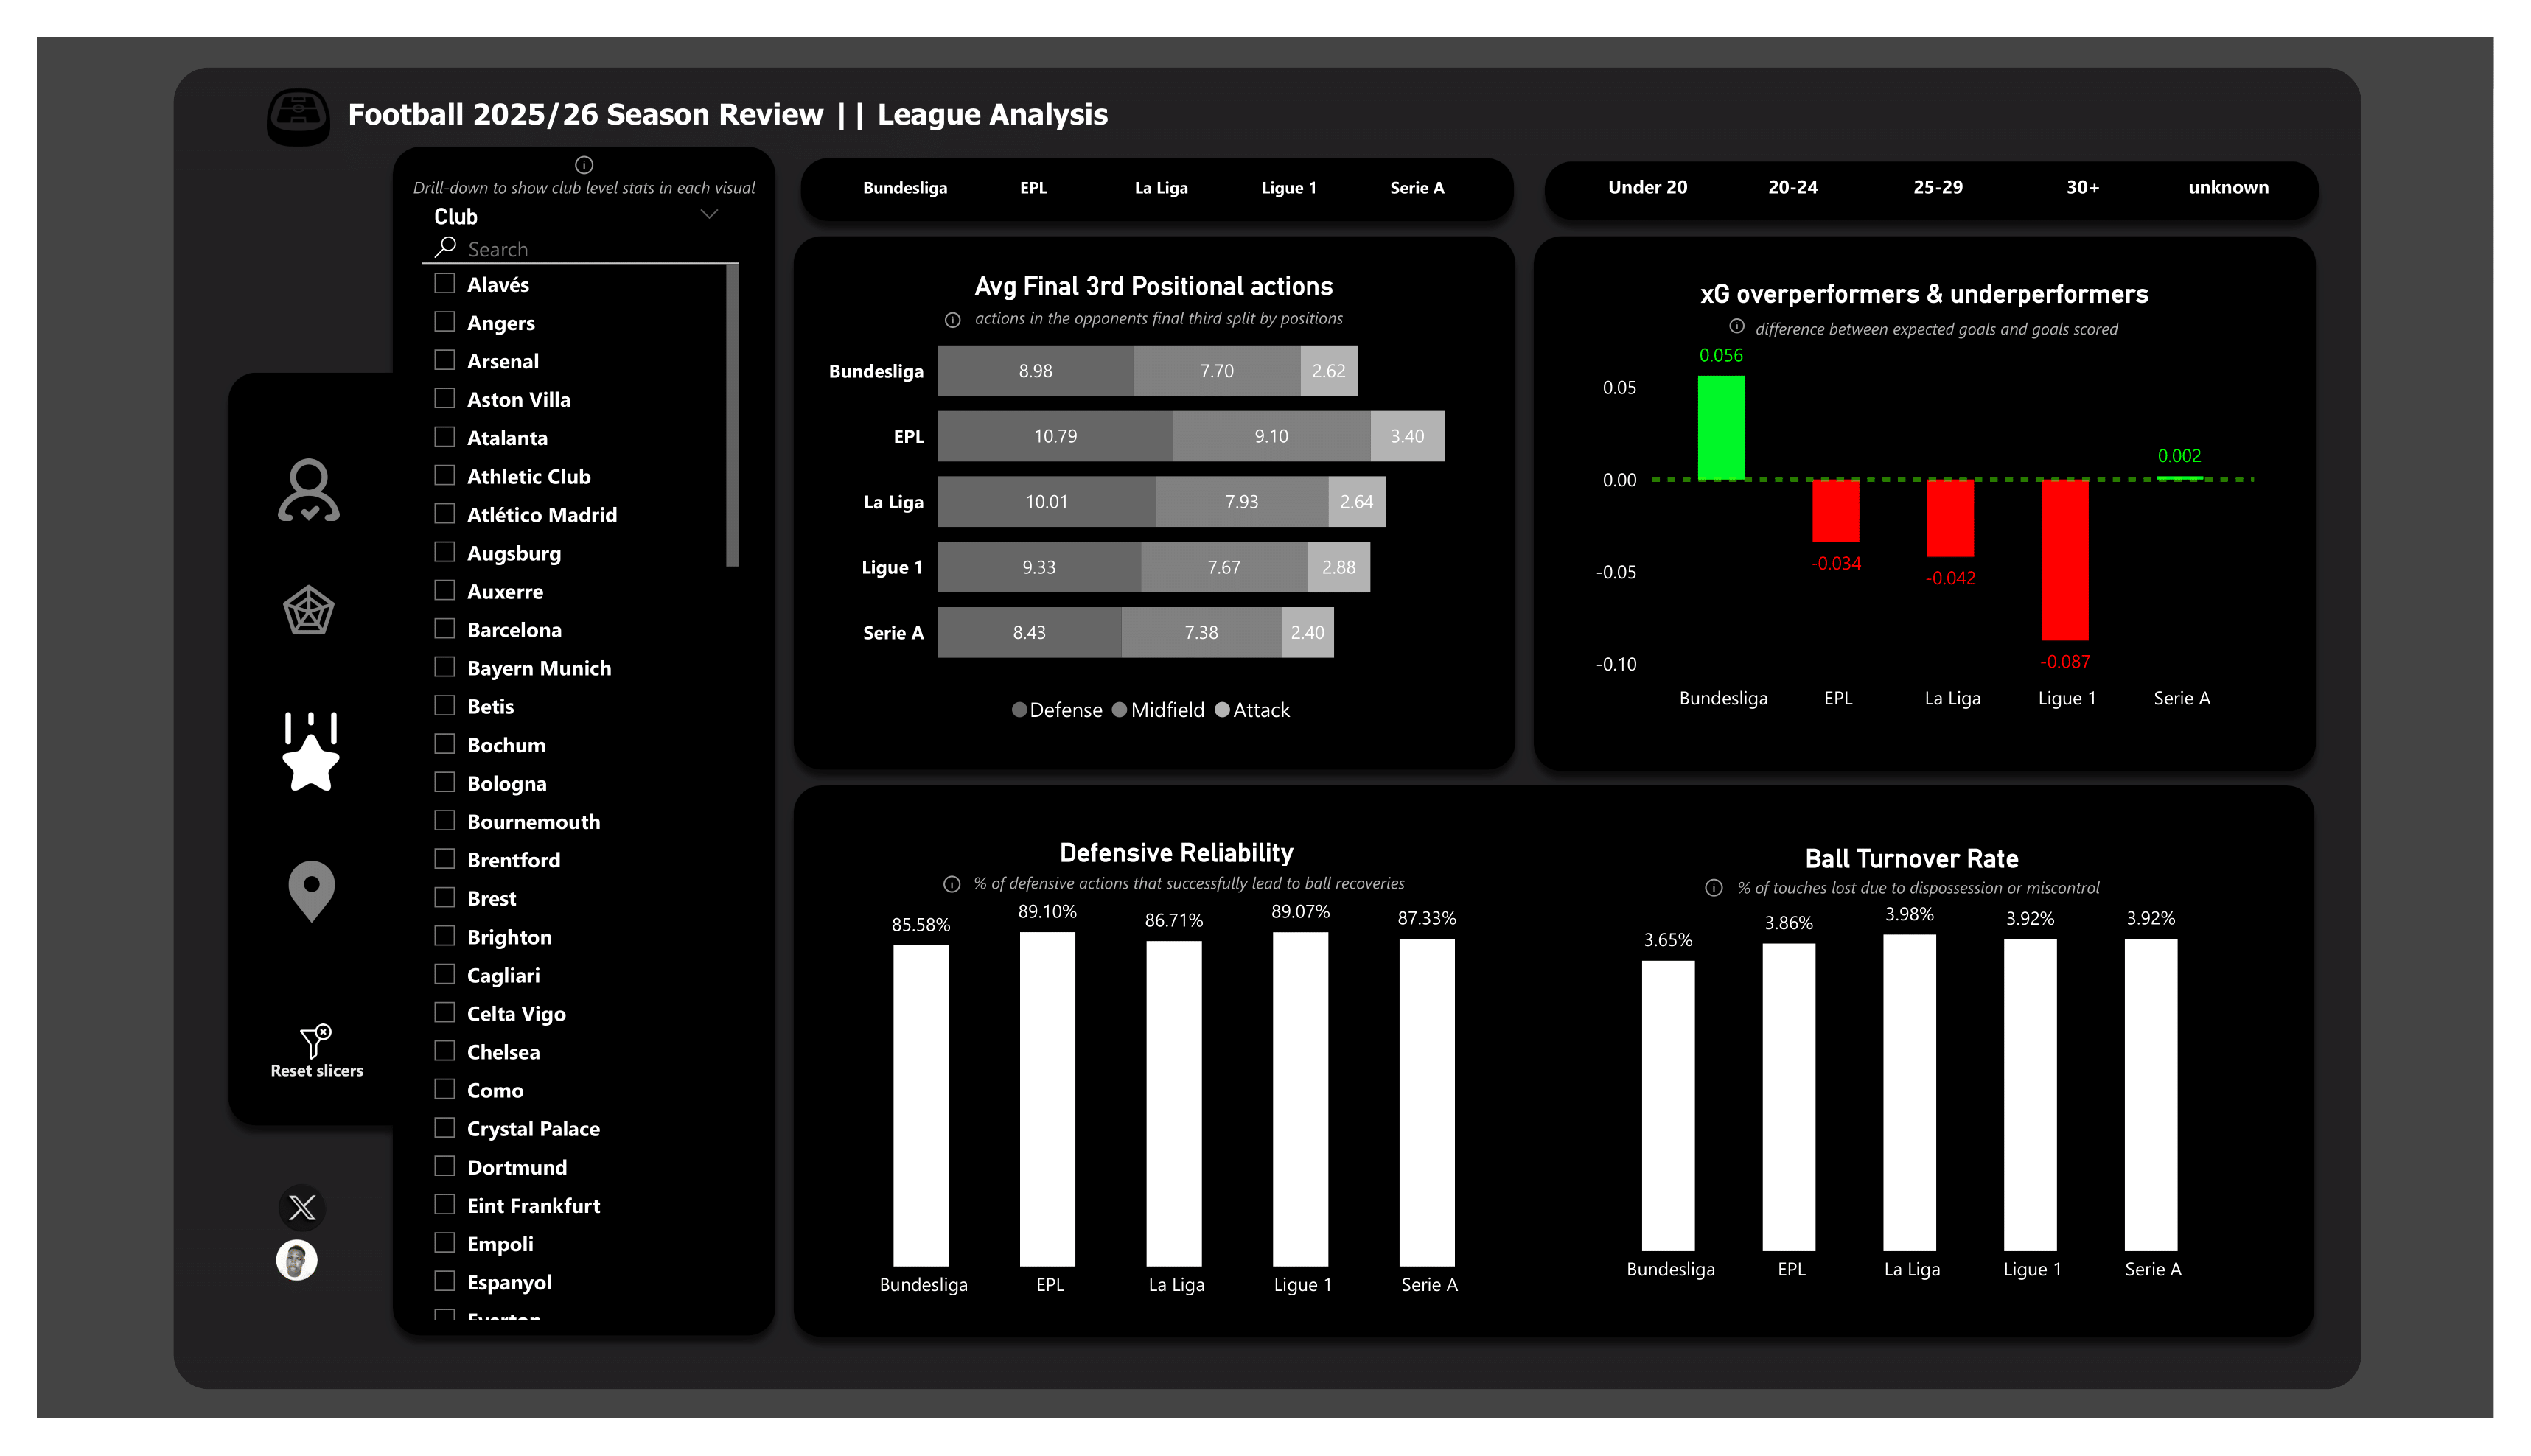 Football 2025/26 Season Review || League Analysis
Drill-down to show club level stats in each visual
Club
Search
Alavés
Angers
Arsenal
Aston Villa
Atalanta
Athletic Club
Atlético Madrid
Augsburg
Auxerre
Barcelona
Bayern Munich
Betis
Bochum
Bologna
Bournemouth
Brentford
Brest
Brighton
Cagliari
Celta Vigo
Chelsea
Como
Crystal Palace
Dortmund
Eint Frankfurt
Empoli
Espanyol
Everton
Reset slicers
Bundesliga EPL La Liga Ligue 1 Serie A
Under 20 20-24 25-29 30+ unknown
Avg Final 3rd Positional actions
actions in the opponents final third split by positions
Bundesliga 8.98 7.70 2.62
EPL 10.79 9.10 3.40
La Liga 10.01 7.93 2.64
Ligue 1 9.33 7.67 2.88
Serie A 8.43 7.38 2.40
Defense Midfield Attack
xG overperformers & underperformers
difference between expected goals and goals scored
0.056
0.05
0.002
0.00
-0.034
-0.05
-0.042
-0.087
-0.10
Bundesliga EPL La Liga Ligue 1 Serie A
Defensive Reliability
% of defensive actions that successfully lead to ball recoveries
85.58% 89.10% 86.71% 89.07% 87.33%
Bundesliga EPL La Liga Ligue 1 Serie A
Ball Turnover Rate
% of touches lost due to dispossession or miscontrol
3.65% 3.86% 3.98% 3.92% 3.92%
Bundesliga EPL La Liga Ligue 1 Serie A